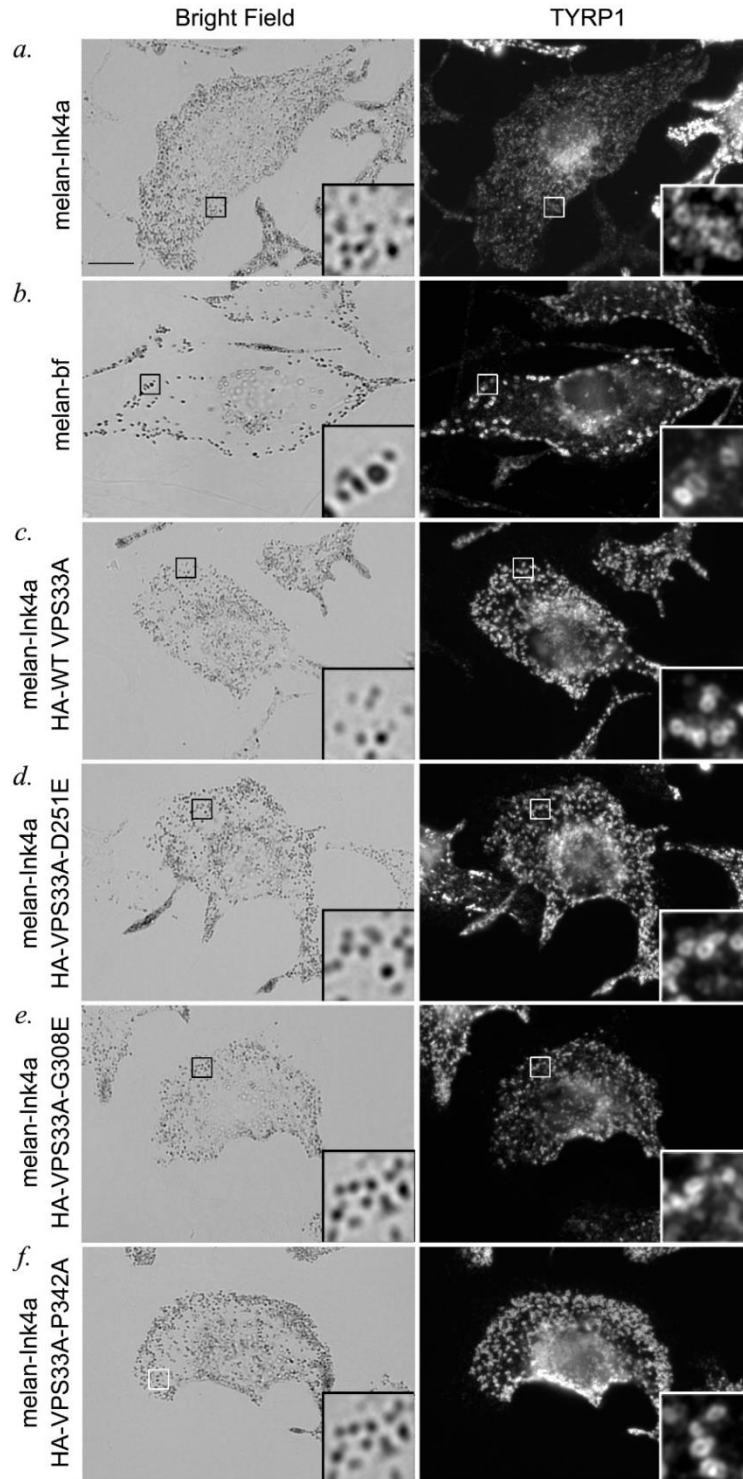 Bright Field TYRP1
a.
melan-Ink4a
b.
melan-bf
c.
melan-Ink4a
HA-WT VPS33A
d.
melan-Ink4a
HA-VPS33A-D251E
e.
melan-Ink4a
HA-VPS33A-G308E
f.
melan-Ink4a
HA-VPS33A-P342A